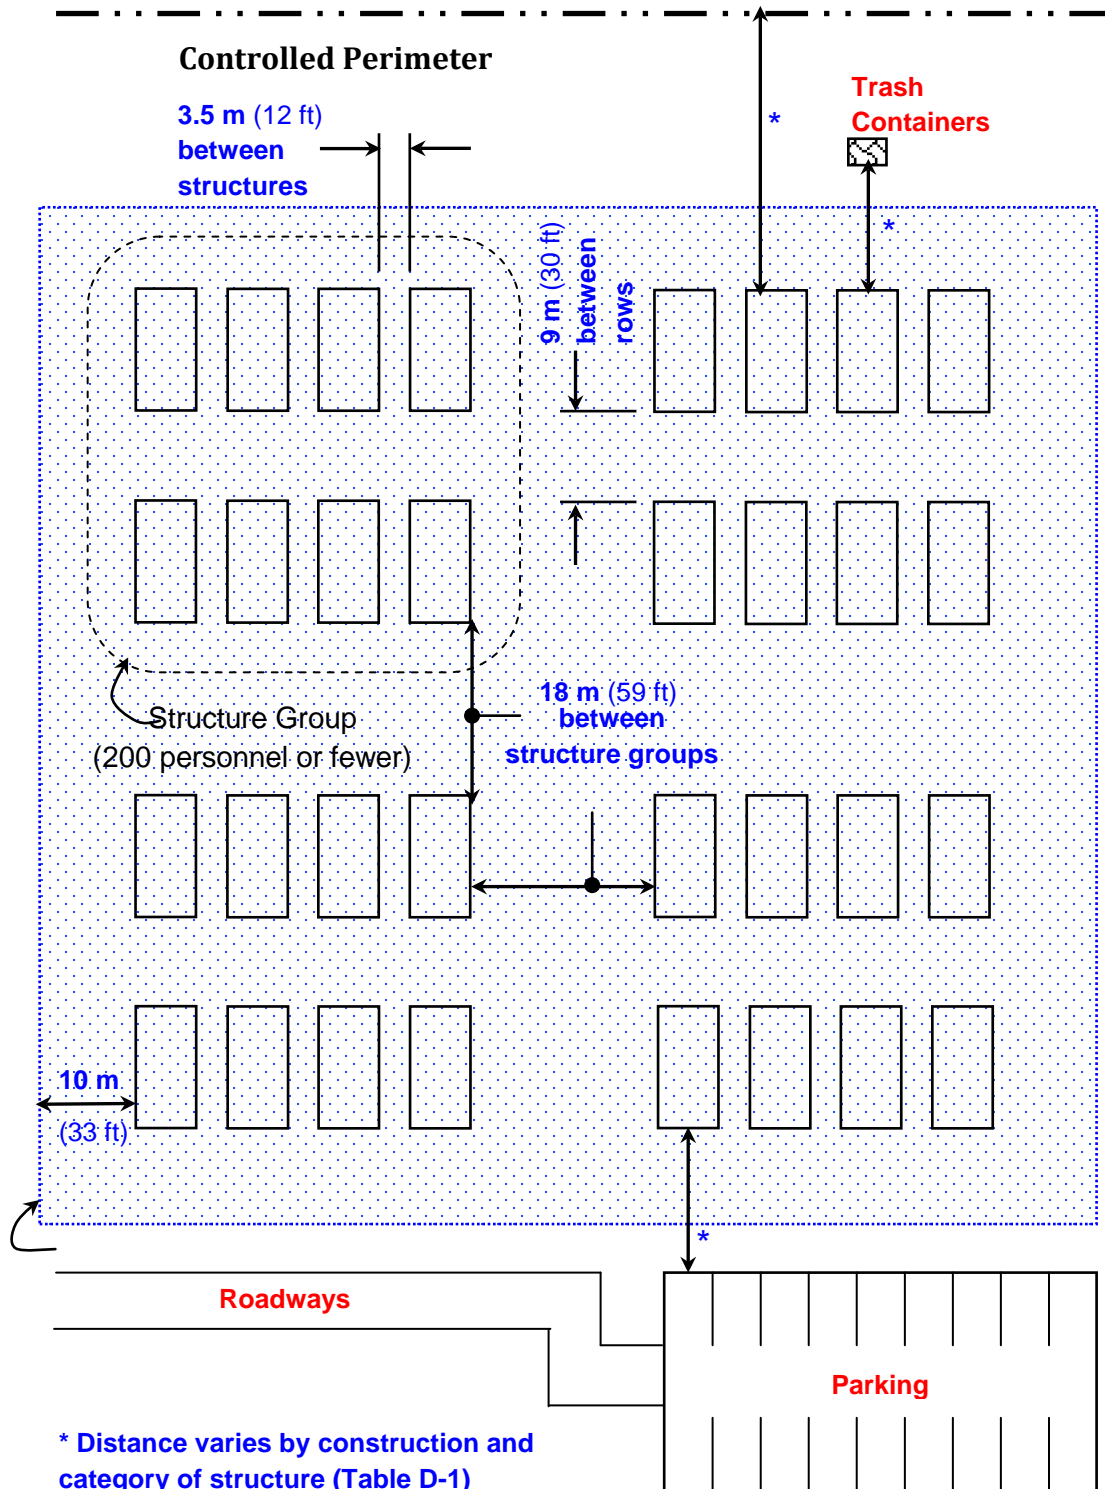 Controlled Perimeter
3.5 m (12 ft)
between
structures
*
Trash
Containers
*
9 m (30 ft)
between
rows
Structure Group
(200 personnel or fewer)
18 m (59 ft)
between
structure groups
10 m
(33 ft)
*
Roadways
Parking
* Distance varies by construction and
category of structure (Table D-1)